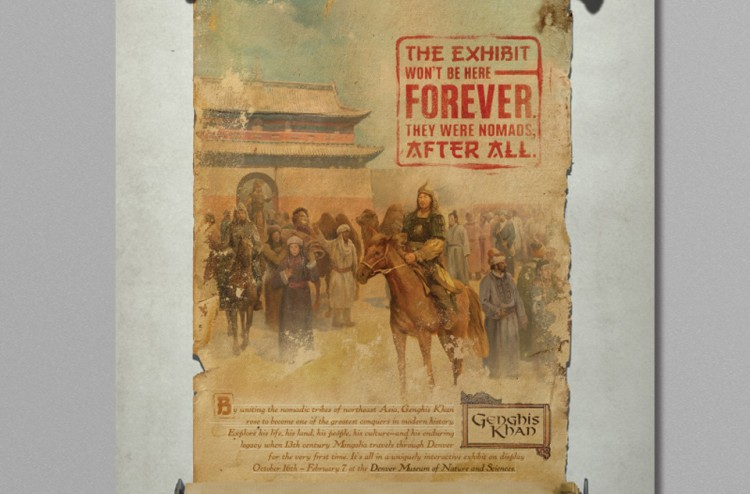 THE EXHIBIT
WON'T BE HERE
FOREVER.
THEY WERE NOMADS,
AFTER ALL.
By uniting the nomadic tribes of northeast Asia, Genghis Khan
rose to become one of the greatest conquers in modern history.
Explore his life, his land, his people, his culture—and his enduring
legacy when 13th century Mongolia travels through Denver
for the very first time. It's all in a uniquely interactive exhibit on display
October 16th - February 7 at the Denver Museum of Nature and Sciences
Genghis
Khan